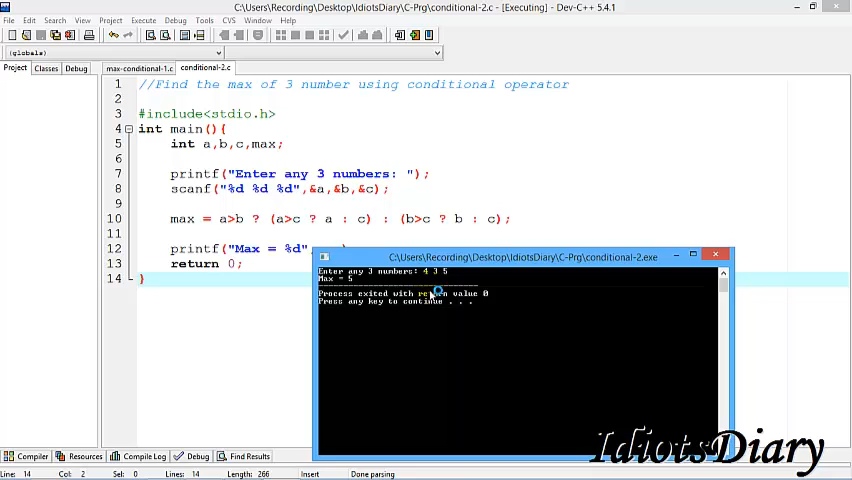 C:\Users\Recording\Desktop\IdiotsDiary\C-Prg\conditional-2.c - [Executing] - Dev-C++ 5.4.1
File Edit Search View Project Execute Debug Tools CVS Window Help
(globals)
Project Classes Debug max-conditional-1.c conditional-2.c
1 //Find the max of 3 number using conditional operator
2
3 #include<stdio.h>
4 int main(){
5 int a,b,c,max;
6
7 printf("Enter any 3 numbers: ");
8 scanf("%d %d %d",&a,&b,&c);
9
10 max = a>b ? (a>c ? a : c) : (b>c ? b : c);
11
12 printf("Max = %d",
13 return 0;
14 }
C:\Users\Recording\Desktop\IdiotsDiary\C-Prg\conditional-2.exe
Enter any 3 numbers: 4 3 5
Max = 5
--------------------------------
Process exited with return value 0
Press any key to continue . . .
IdiotsDiary
Compiler Resources Compile Log Debug Find Results
Line: 14 Col: 2 Sel: 0 Lines: 14 Length: 266 Insert Done parsing